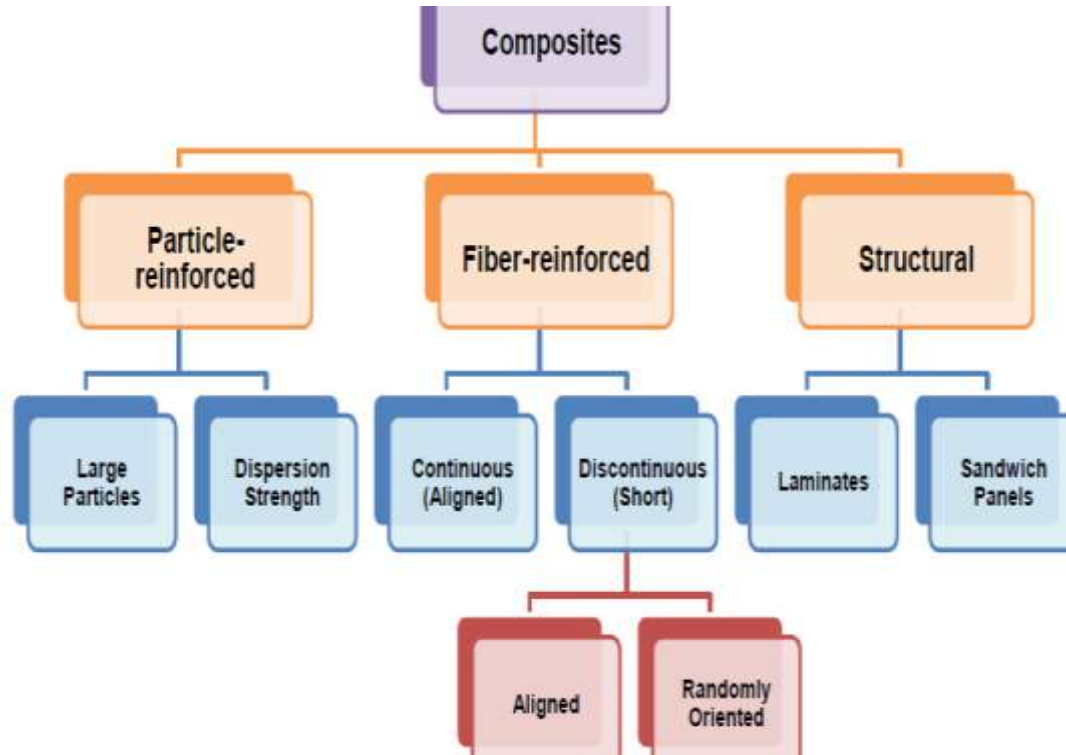 Composites
Particle-
reinforced
Fiber-reinforced
Structural
Large
Particles
Dispersion
Strength
Continuous
(Aligned)
Discontinuous
(Short)
Laminates
Sandwich
Panels
Aligned
Randomly
Oriented